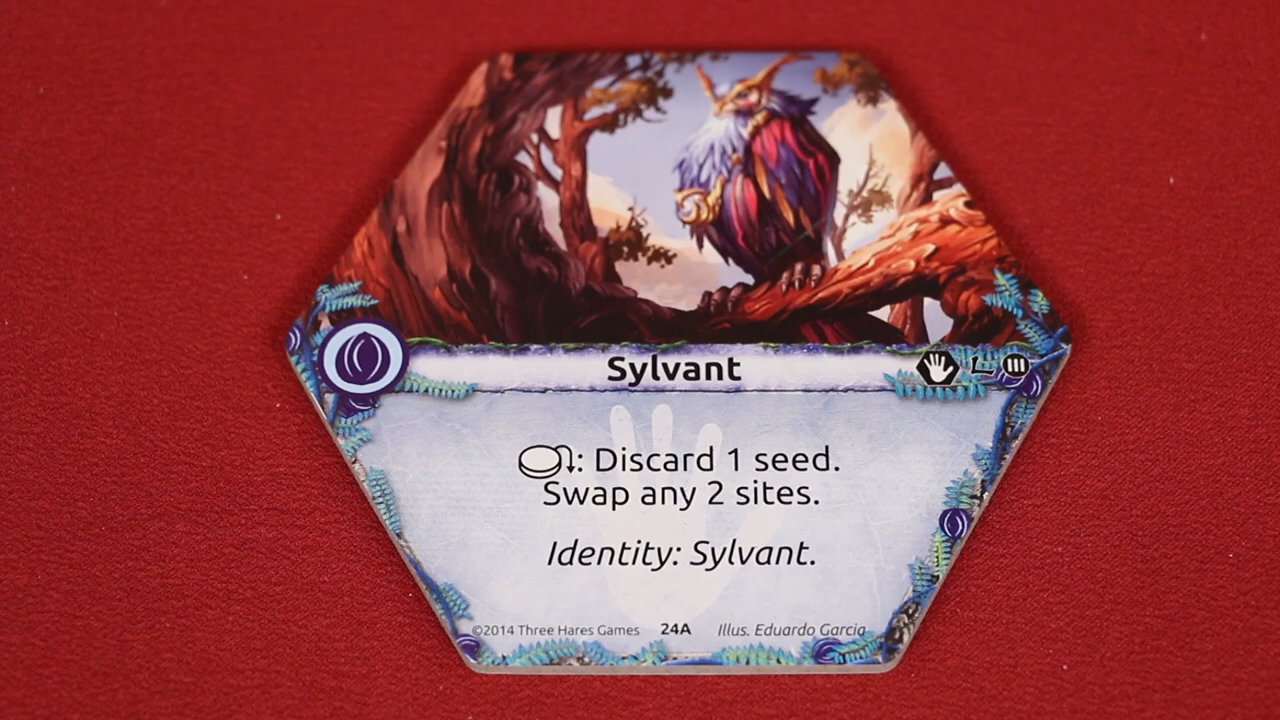 Sylvant
: Discard 1 seed.
Swap any 2 sites.
Identity: Sylvant.
©2014 Three Hares Games 24A Illus. Eduardo Garcia